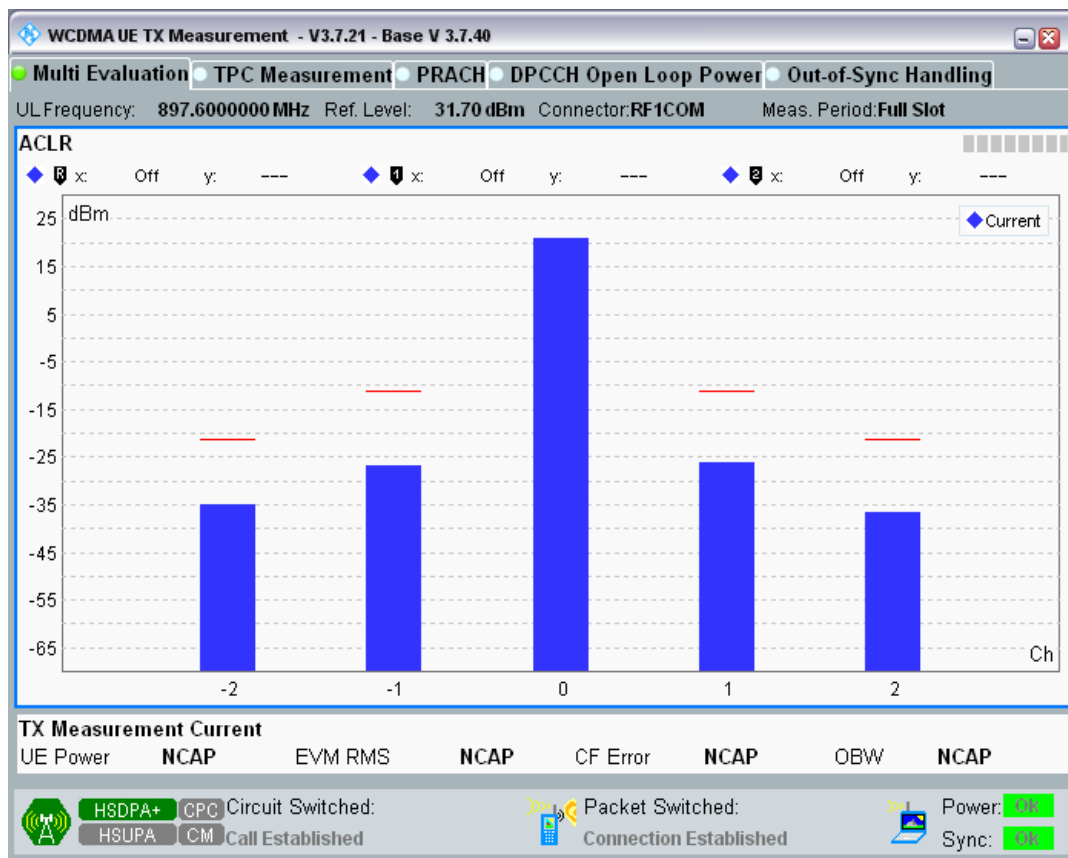 WCDMA UE TX Measurement - V3.7.21 - Base V 3.7.40
Multi Evaluation TPC Measurement PRACH DPCCH Open Loop Power Out-of-Sync Handling
UL Frequency: 897.6000000 MHz Ref. Level: 31.70 dBm Connector:RF1COM Meas. Period:Full Slot
ACLR
R x: Off y: --- 1 x: Off y: --- 2 x: Off y: ---
dBm
Current
25
15
5
-5
-15
-25
-35
-45
-55
-65
Ch
-2 -1 0 1 2
TX Measurement Current
UE Power NCAP EVM RMS NCAP CF Error NCAP OBW NCAP
HSDPA+ CPC Circuit Switched: Packet Switched: Power: OK
HSUPA CM Call Established Connection Established Sync: OK